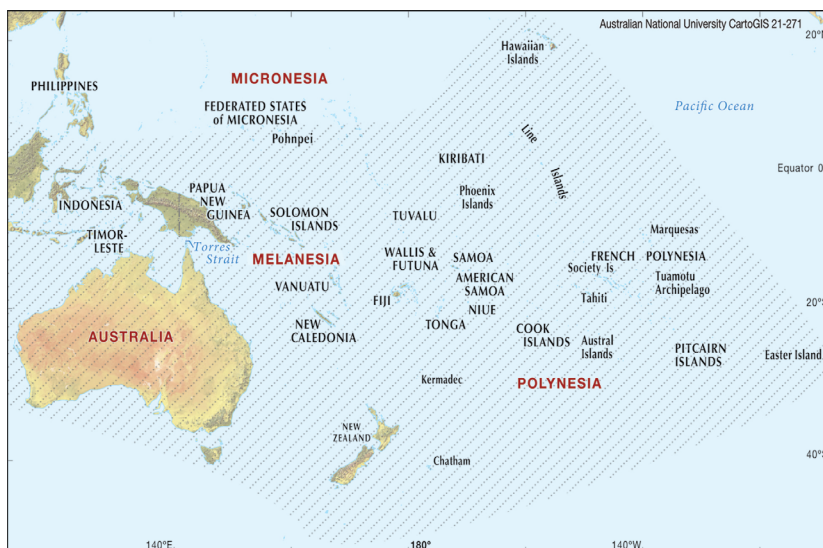 Australian National University CartoGIS 21-271
20°N
Hawaiian
Islands
MICRONESIA
PHILIPPINES
FEDERATED STATES
of MICRONESIA
Pacific Ocean
Pohnpei
Line
Islands
KIRIBATI
Equator 0
Phoenix
Islands
PAPUA
NEW
GUINEA
INDONESIA
SOLOMON
ISLANDS
TUVALU
TIMOR-
LESTE
Torres
Strait
Marquesas
MELANESIA
WALLIS &
FUTUNA
SAMOA
FRENCH
POLYNESIA
Society Is
AMERICAN
SAMOA
Tuamotu
Archipelago
VANUATU
FIJI
Tahiti
20°S
NIUE
NEW
CALEDONIA
TONGA
COOK
ISLANDS
AUSTRALIA
Austral
Islands
PITCAIRN
ISLANDS
Easter Island
Kermadec
POLYNESIA
NEW
ZEALAND
Chatham
40°S
140°E
180°
140°W